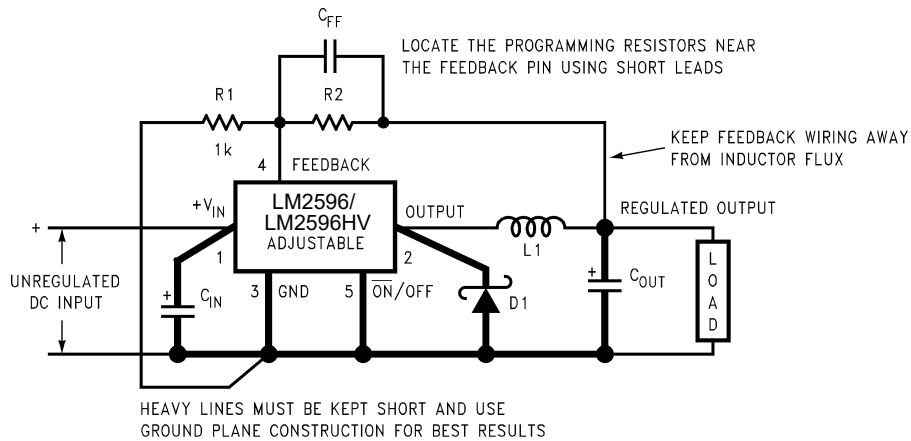 CFF
LOCATE THE PROGRAMMING RESISTORS NEAR
THE FEEDBACK PIN USING SHORT LEADS
R1
R2
1k
KEEP FEEDBACK WIRING AWAY
FROM INDUCTOR FLUX
4 FEEDBACK
+VIN
LM2596/
LM2596HV
ADJUSTABLE
OUTPUT
REGULATED OUTPUT
+
L1
1
2
UNREGULATED
DC INPUT
+
CIN
3 GND
5 ON/OFF
D1
+
COUT
LOAD
HEAVY LINES MUST BE KEPT SHORT AND USE
GROUND PLANE CONSTRUCTION FOR BEST RESULTS